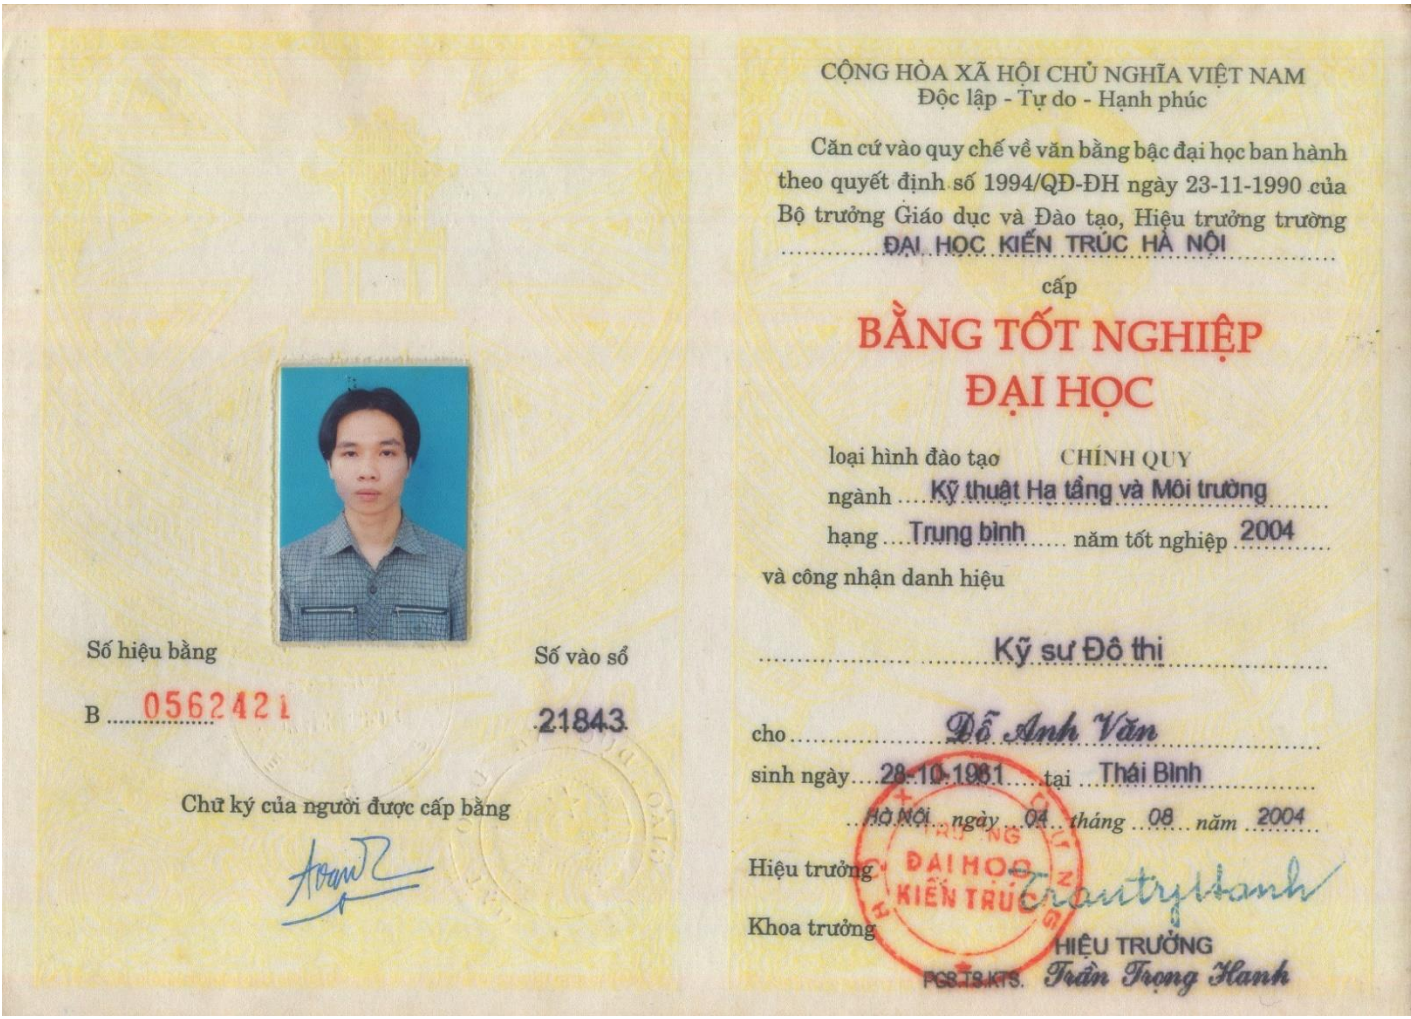 CỘNG HÒA XÃ HỘI CHỦ NGHĨA VIỆT NAM
Độc lập - Tự do - Hạnh phúc
Căn cứ vào quy chế về văn bằng bậc đại học ban hành
theo quyết định số 1994/QĐ-ĐH ngày 23-11-1990 của
Bộ trưởng Giáo dục và Đào tạo, Hiệu trưởng trường
ĐẠI HỌC KIẾN TRÚC HÀ NỘI
cấp
BẰNG TỐT NGHIỆP
ĐẠI HỌC
loại hình đào tạo CHÍNH QUY
ngành Kỹ thuật Hạ tầng và Môi trường
hạng Trung bình năm tốt nghiệp 2004
và công nhận danh hiệu
Kỹ sư Đô thị
cho Đỗ Anh Văn
sinh ngày 28-10-1981 tại Thái Bình
Hà Nội ngày 04 tháng 08 năm 2004
Hiệu trưởng
Khoa trưởng
TRƯỜNG
ĐẠI HỌC
KIẾN TRÚC
HIỆU TRƯỞNG
PGS.TS.KTS. Trần Trọng Hanh
Số hiệu bằng
B 0562421
Số vào sổ
21843
Chữ ký của người được cấp bằng